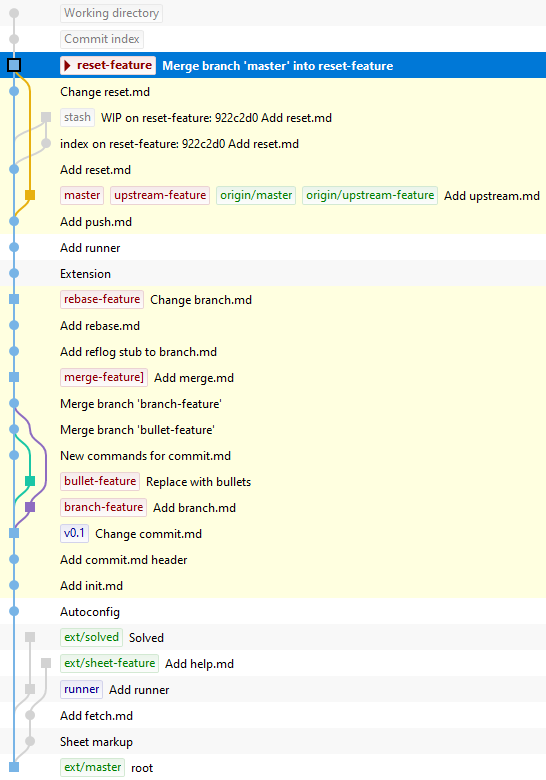 Working directory
Commit index
reset-feature Merge branch 'master' into reset-feature
Change reset.md
stash WIP on reset-feature: 922c2d0 Add reset.md
index on reset-feature: 922c2d0 Add reset.md
Add reset.md
master upstream-feature origin/master origin/upstream-feature Add upstream.md
Add push.md
Add runner
Extension
rebase-feature Change branch.md
Add rebase.md
Add reflog stub to branch.md
merge-feature] Add merge.md
Merge branch 'branch-feature'
Merge branch 'bullet-feature'
New commands for commit.md
bullet-feature Replace with bullets
branch-feature Add branch.md
v0.1 Change commit.md
Add commit.md header
Add init.md
Autoconfig
ext/solved Solved
ext/sheet-feature Add help.md
runner Add runner
Add fetch.md
Sheet markup
ext/master root